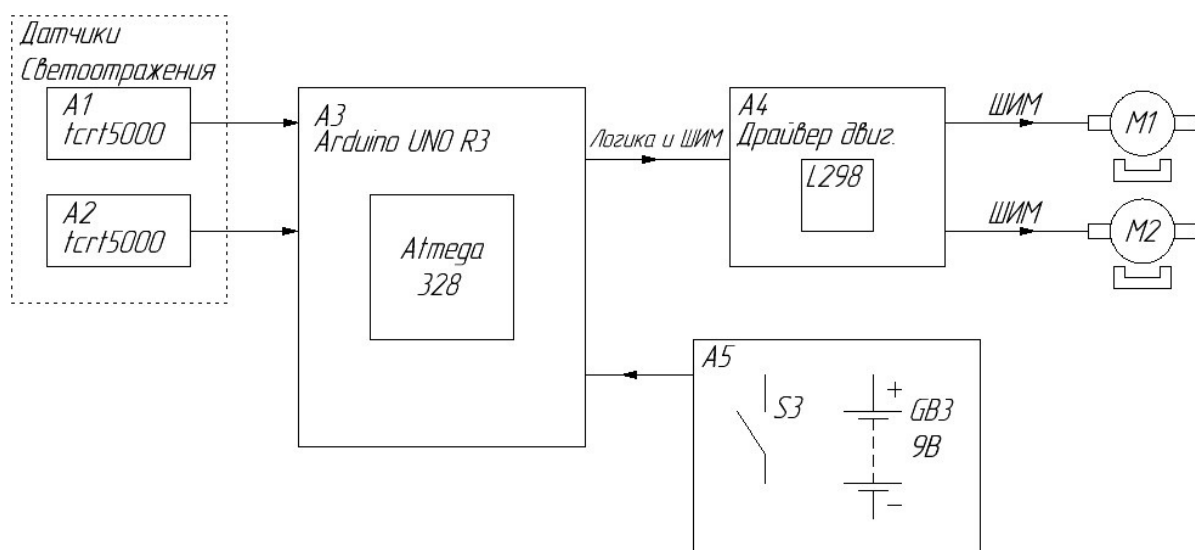 Датчики
Светоотражения
A1
tcrt5000
A2
tcrt5000
A3
Arduino UNO R3
Atmega
328
Логика и ШИМ
A4
Драйвер двиг.
L298
ШИМ
M1
ШИМ
M2
A5
S3
+
GB3
9В
-